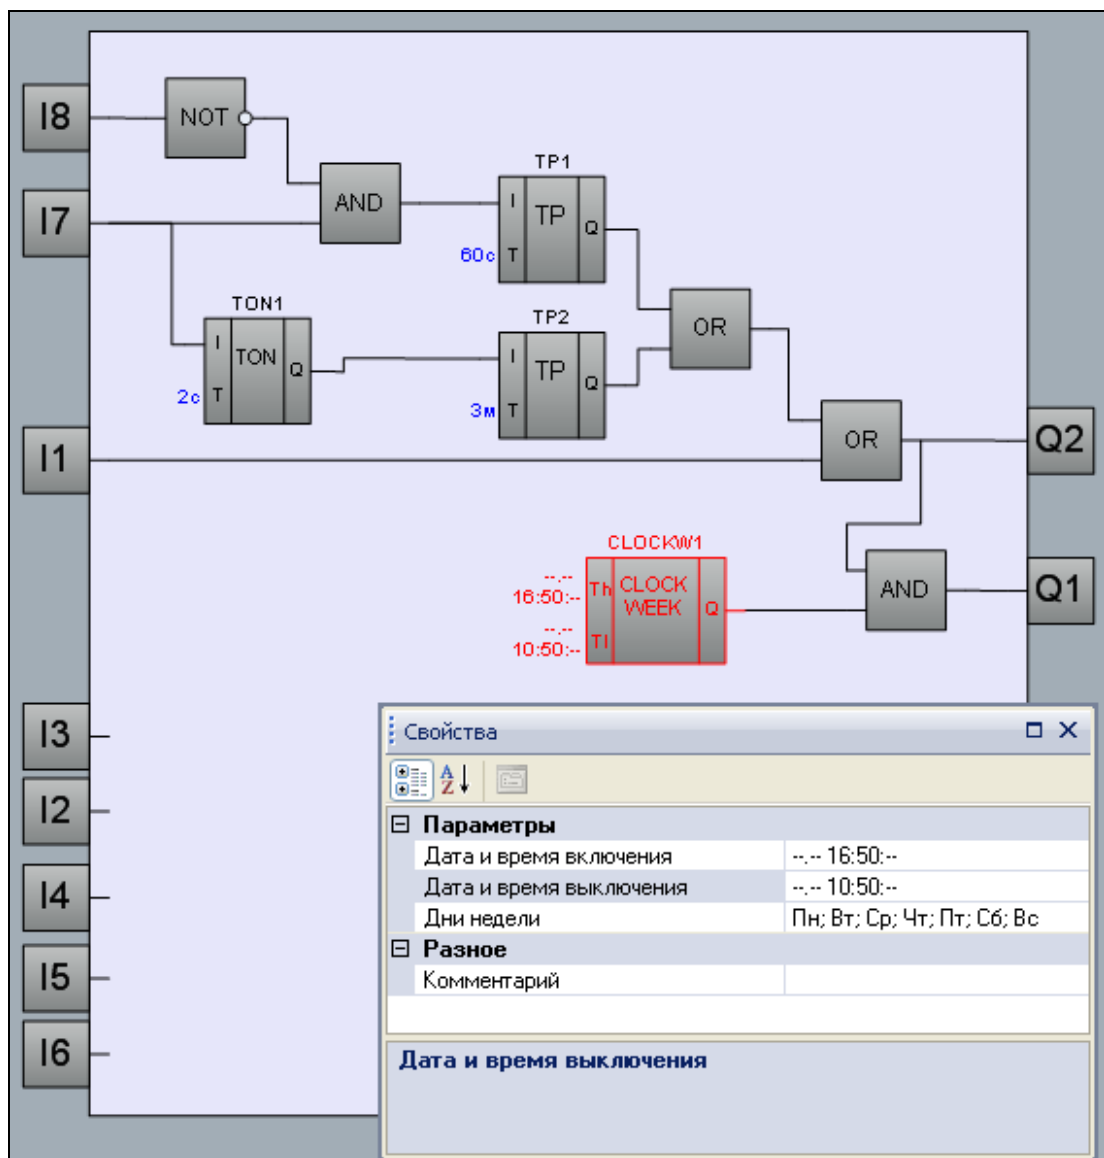 I8
NOT
TP1
I7
AND
I
TP
Q
60с
T
TON1
TP2
OR
I
TON
Q
I
TP
Q
2с
T
3м
T
I1
OR
Q2
CLOCKW1
--.--
16:50:--
Th
CLOCK
WEEK
Q
AND
Q1
--.--
10:50:--
Tl
I3
Свойства
I2
A
Z
Параметры
Дата и время включения
--.-- 16:50:--
I4
Дата и время выключения
--.-- 10:50:--
Дни недели
Пн; Вт; Ср; Чт; Пт; Сб; Вс
Разное
I5
Комментарий
I6
Дата и время выключения